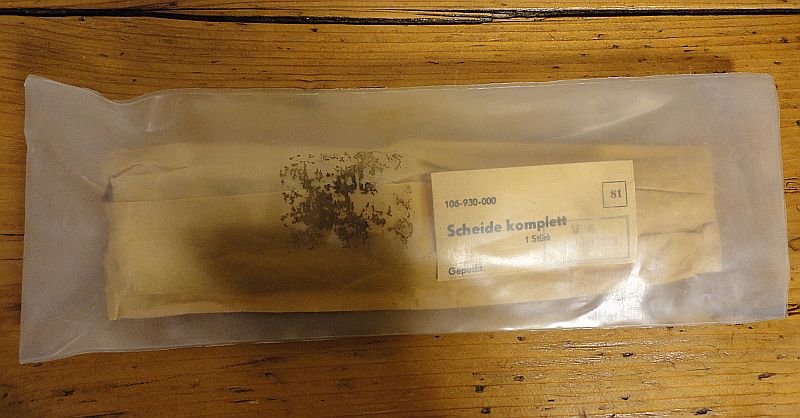 106-930-000
81
Scheide komplett
1 Stück
Gepackt: